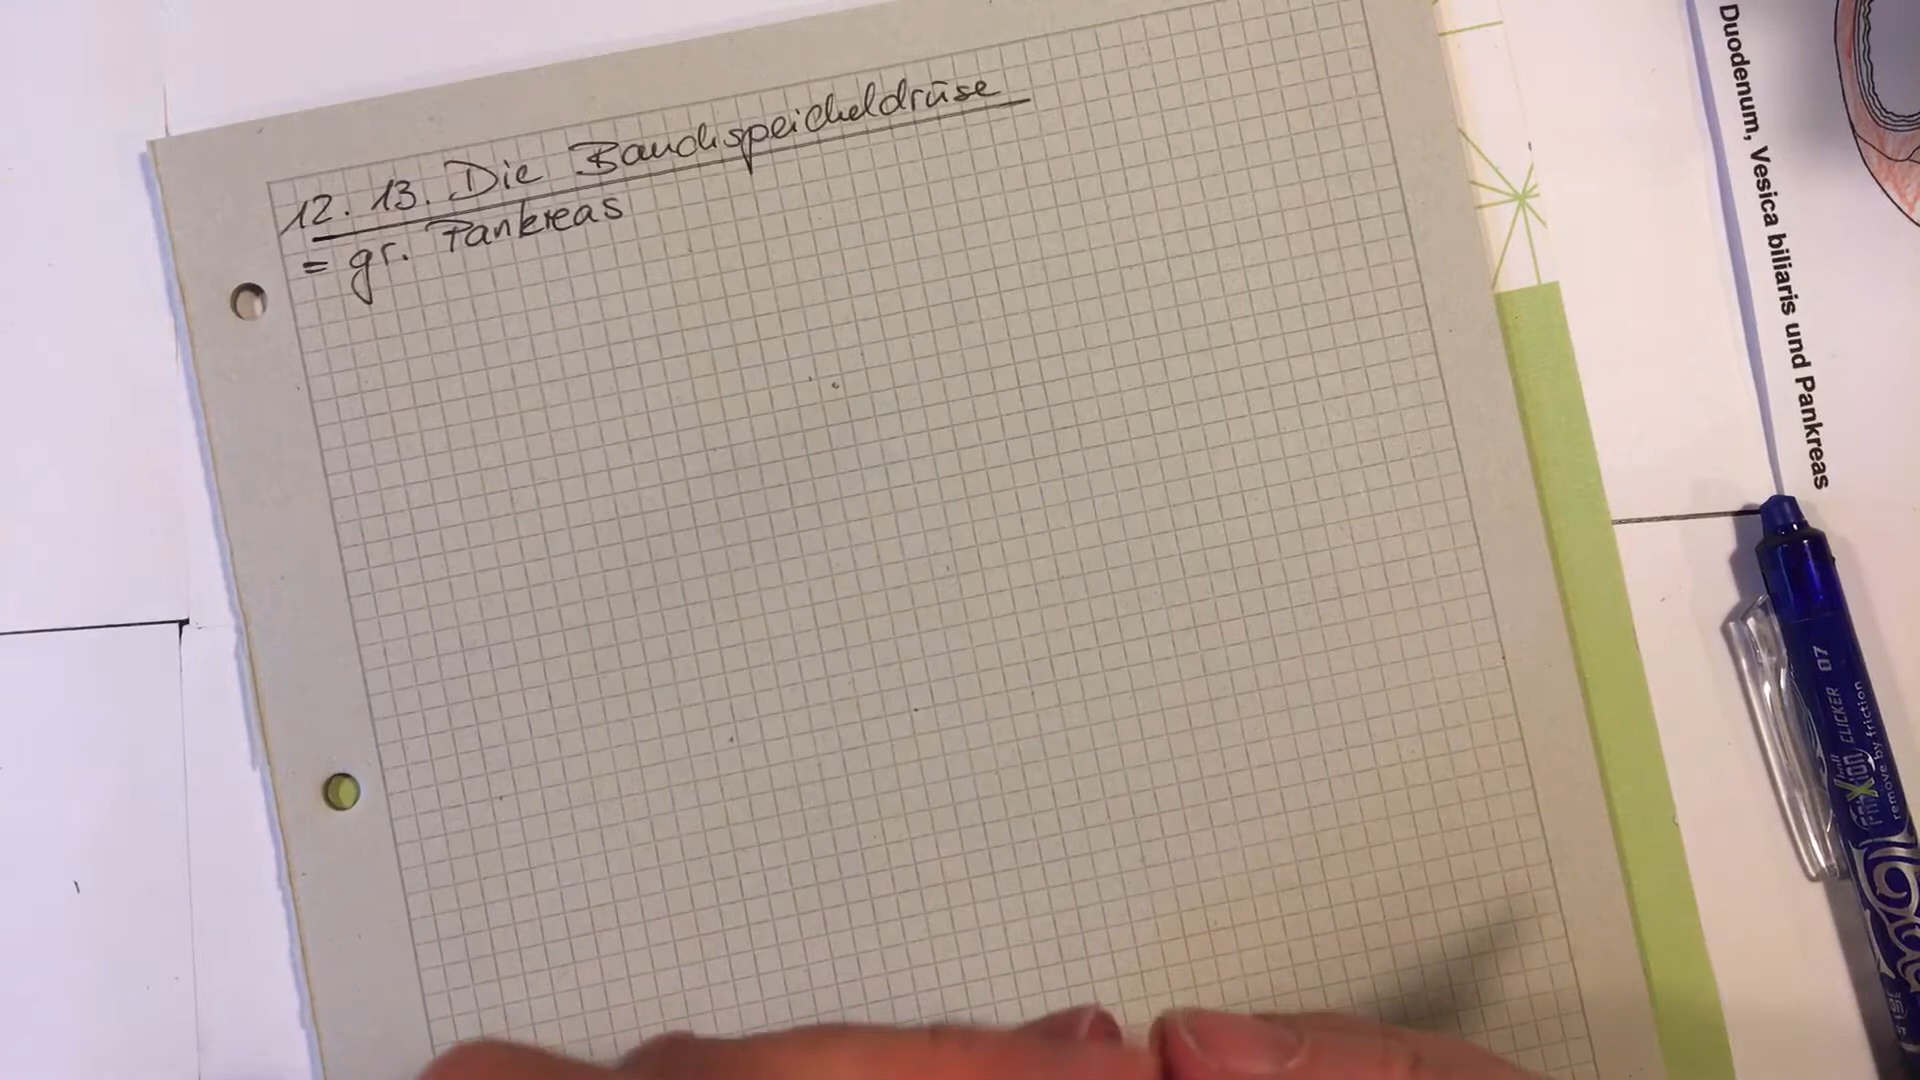 12. 13. Die Bauchspeicheldrüse
= gr. Pankreas
Duodenum, Vesica biliaris und Pankreas
FriXion CLICKER 07
remove by friction